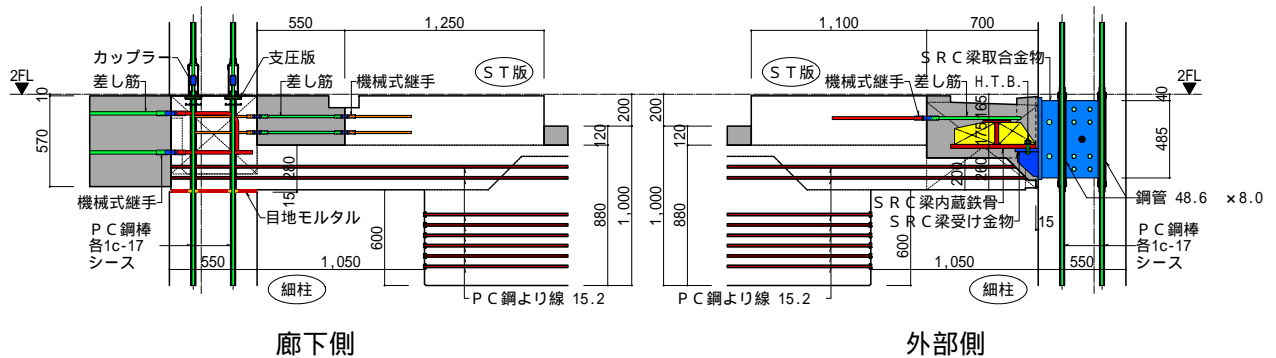 550
1,250
カップラー
支圧版
ST版
2FL
差し筋
差し筋
機械式継手
10
570
200
120
280
15
機械式継手
目地モルタル
880
1,000
600
PC鋼棒
各1c-17
シース
550
1,050
細柱
PC鋼より線 15.2
廊下側
1,100
700
SRC梁取合金物
ST版
2FL
機械式継手
差し筋
H.T.B.
165
40
200
120
175
485
200
260
SRC梁内蔵鉄骨
SRC梁受け金物
15
鋼管 48.6 ×8.0
1,000
880
600
PC鋼棒
各1c-17
シース
1,050
550
細柱
PC鋼より線 15.2
外部側